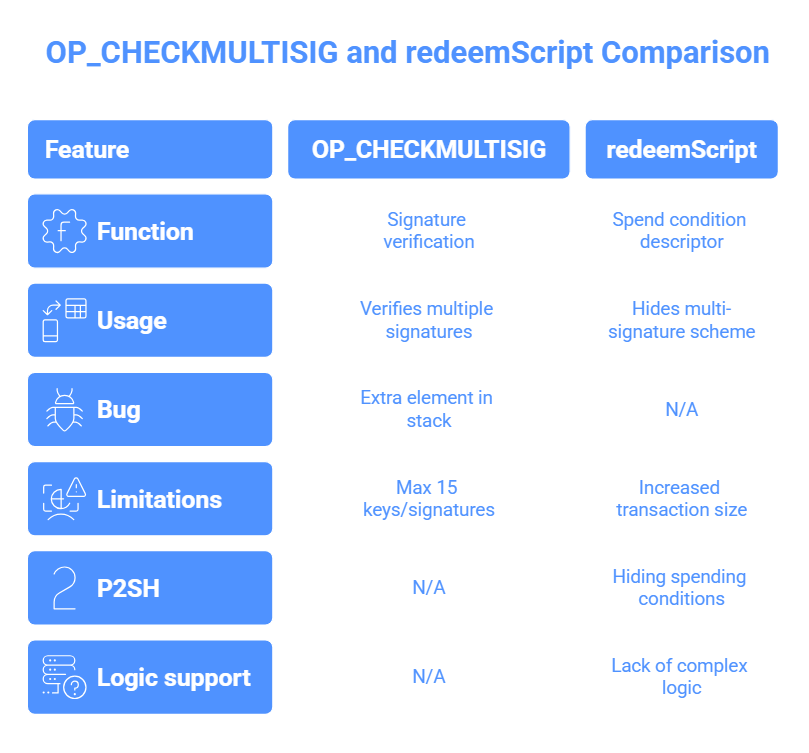 OP_CHECKMULTISIG and redeemScript Comparison
Feature
OP_CHECKMULTISIG
redeemScript
Function
Signature
verification
Spend condition
descriptor
Usage
Verifies multiple
signatures
Hides multi-
signature scheme
Bug
Extra element in
stack
N/A
Limitations
Max 15
keys/signatures
Increased
transaction size
P2SH
N/A
Hiding spending
conditions
Logic support
N/A
Lack of complex
logic